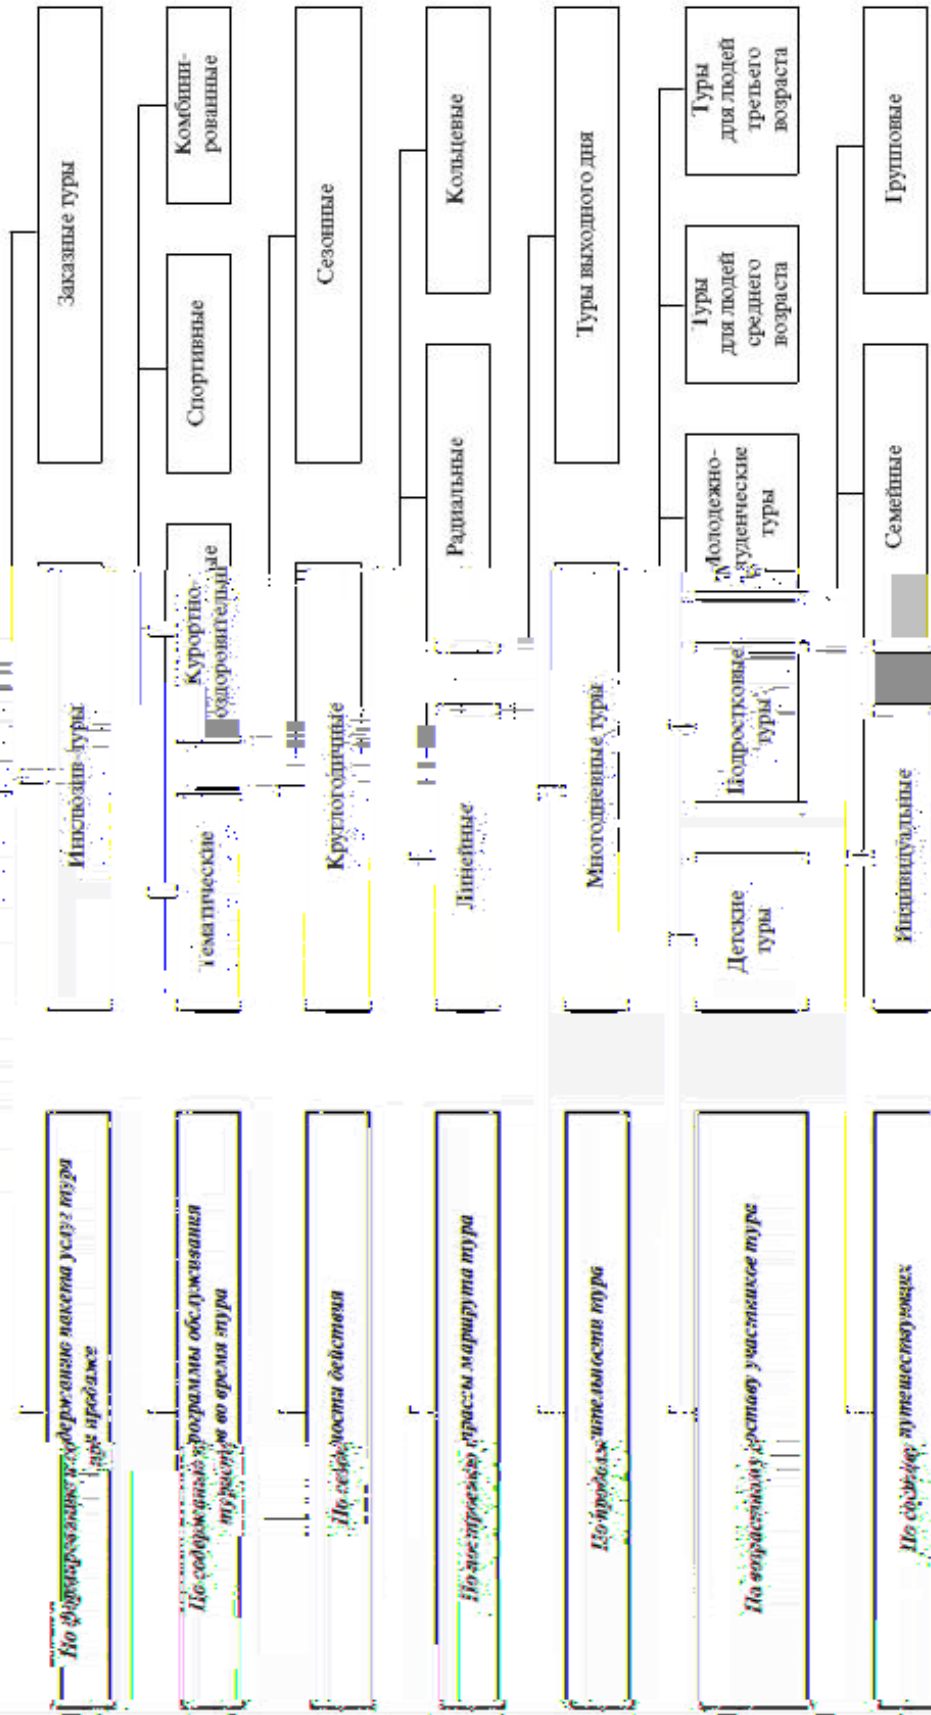 По формированию и содержанию пакета услуг тура
при продаже
Инклюзив-туры
Заказные туры
По содержанию программы обслуживания
туристов во время тура
Тематические
Курортно-
оздоровительные
Спортивные
Комбини-
рованные
По сезонности действия
Круглогодичные
Сезонные
По построению трассы маршрута тура
Линейные
Радиальные
Кольцевые
По продолжительности тура
Многодневные туры
Туры выходного дня
По возрастному составу участников тура
Детские
туры
Подростковые
туры
Молодежно-
студенческие
туры
Туры
для людей
среднего
возраста
Туры
для людей
третьего
возраста
По составу путешествующих
Индивидуальные
Семейные
Групповые